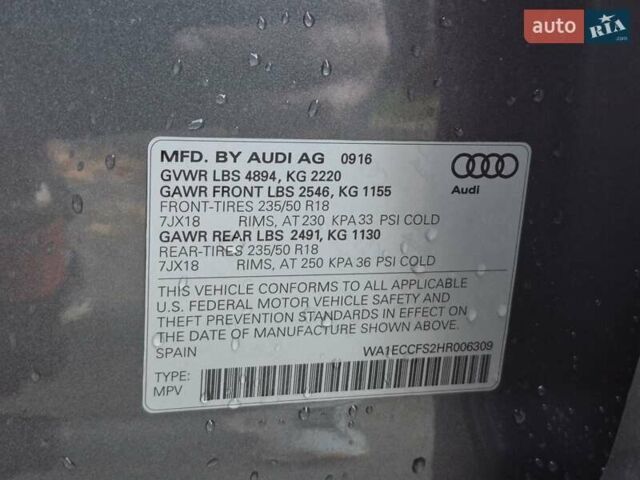 auto RIA .com
MFD. BY AUDI AG 0916
GVWR LBS 4894, KG 2220
GAWR FRONT LBS 2546, KG 1155
FRONT-TIRES 235/50 R18
7JX18 RIMS, AT 230 KPA 33 PSI COLD
GAWR REAR LBS 2491, KG 1130
REAR-TIRES 235/50 R18
7JX18 RIMS, AT 250 KPA 36 PSI COLD
Audi
THIS VEHICLE CONFORMS TO ALL APPLICABLE
U.S. FEDERAL MOTOR VEHICLE SAFETY AND
THEFT PREVENTION STANDARDS IN EFFECT ON
THE DATE OF MANUFACTURE SHOWN ABOVE.
SPAIN WA1ECCFS2HR006309
TYPE:
MPV